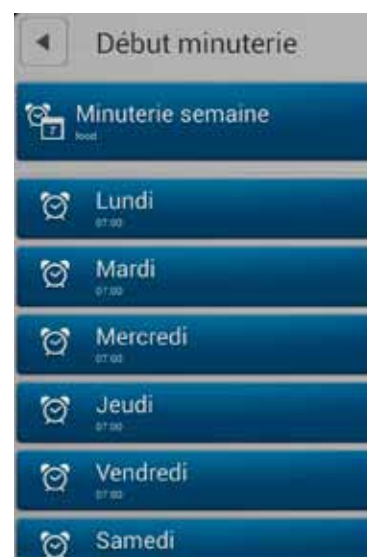 Début minuterie
Minuterie semaine
food
Lundi
07:00
Mardi
07:00
Mercredi
07:00
Jeudi
07:00
Vendredi
07:00
Samedi